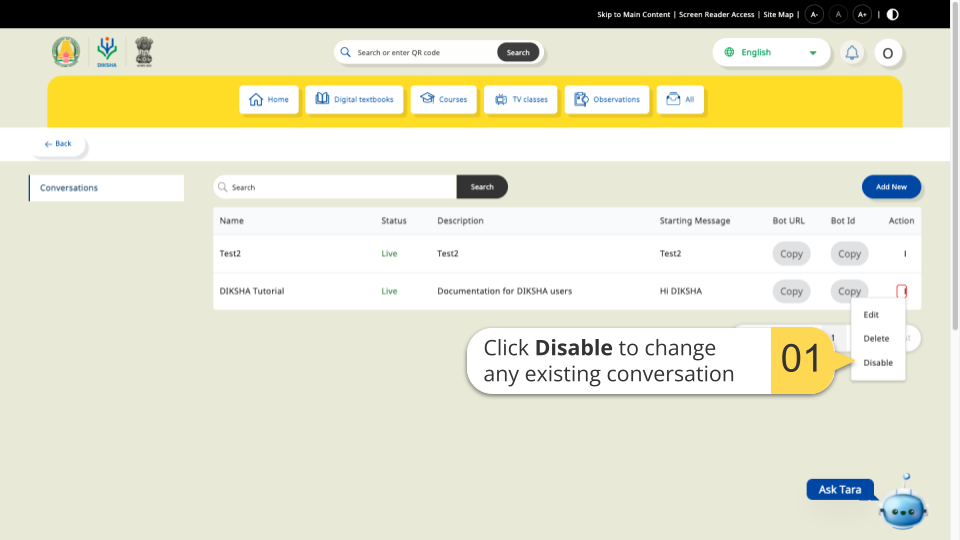 Skip to Main Content | Screen Reader Access | Site Map | A- A A+ |
DIKSHA
Search or enter QR code Search
English
O
Home Digital textbooks Courses TV classes Observations All
← Back
Conversations
Search Search Add New
Name Status Description Starting Message Bot URL Bot Id Action
Test2 Live Test2 Test2 Copy Copy
DIKSHA Tutorial Live Documentation for DIKSHA users Hi DIKSHA Copy Copy
Edit
Delete
Disable
1
Click Disable to change
any existing conversation
01
Ask Tara